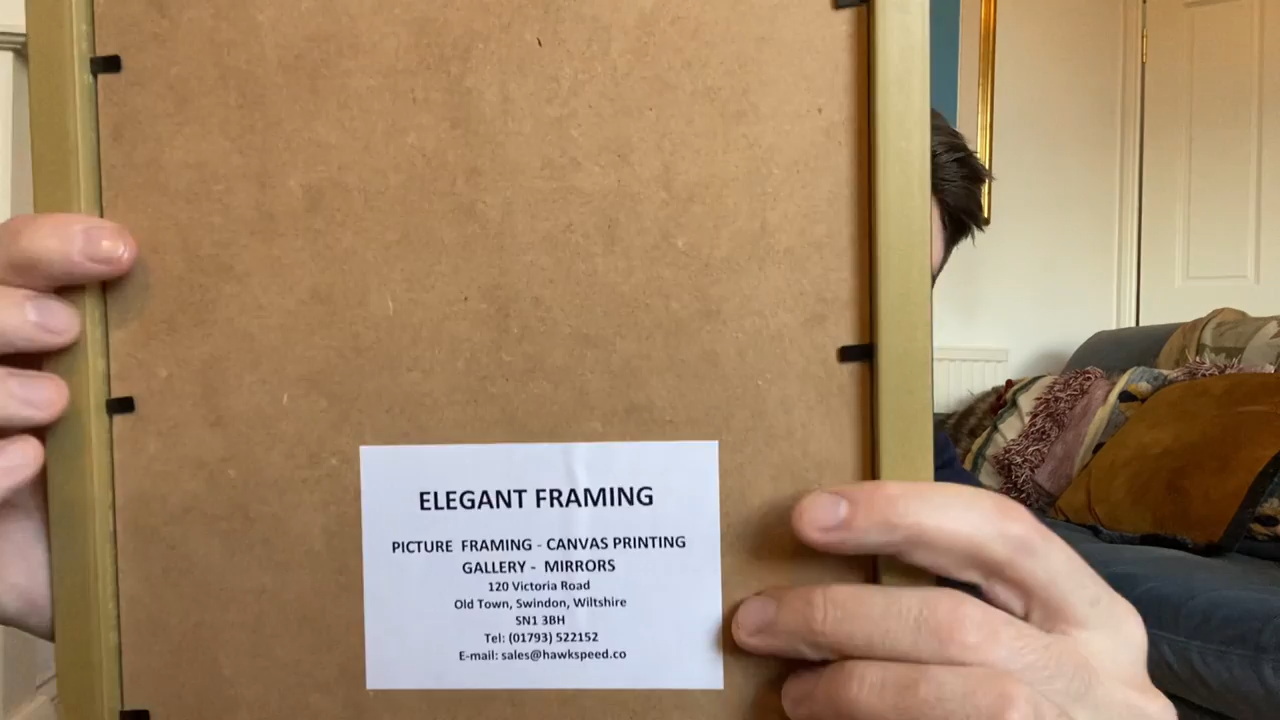 ELEGANT FRAMING
PICTURE FRAMING - CANVAS PRINTING
GALLERY - MIRRORS
120 Victoria Road
Old Town, Swindon, Wiltshire
SN1 3BH
Tel: (01793) 522152
E-mail: sales@hawkspeed.co